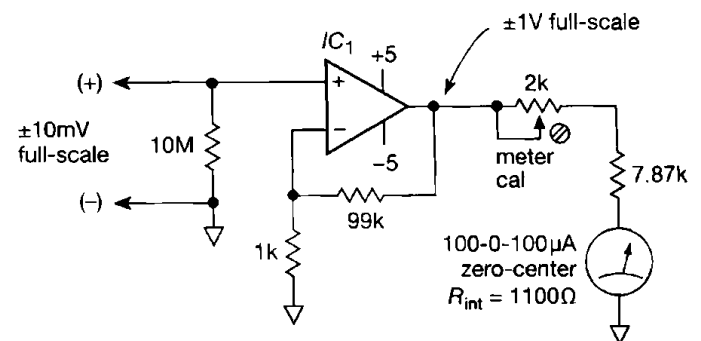 ±1V full-scale
IC₁
+5
2k
(+)
+
±10mV
full-scale
10M
−
−5
meter
cal
7.87k
(−)
99k
1k
100-0-100µA
zero-center
Rint = 1100Ω